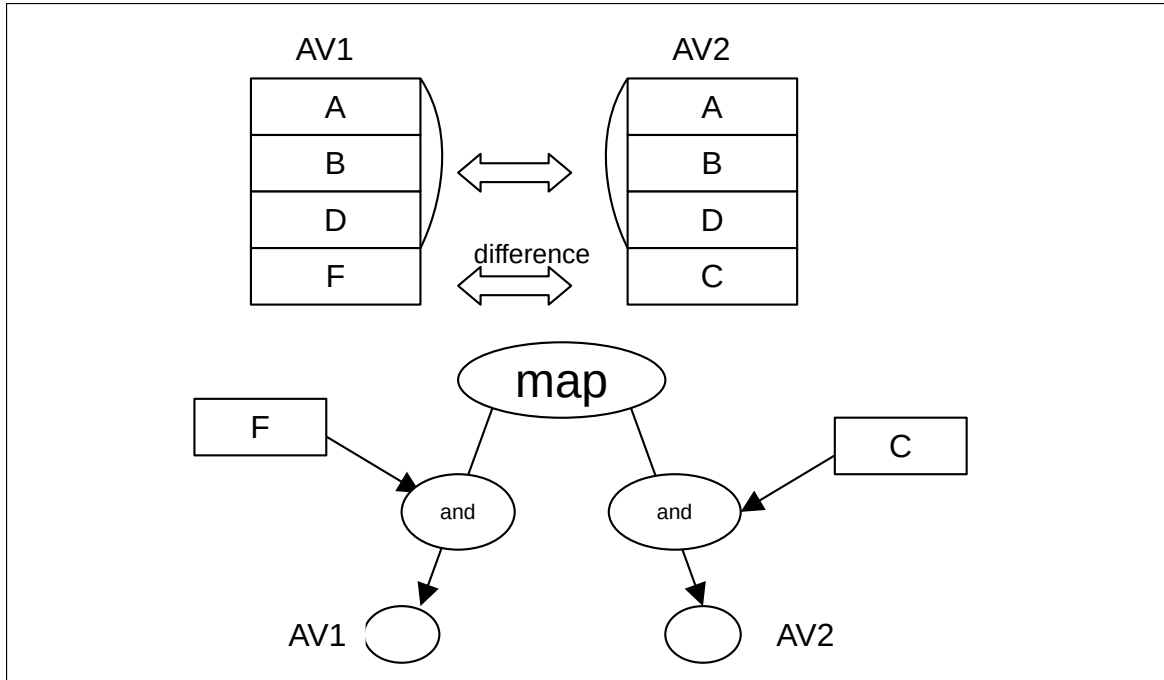 AV1 AV2
A A
B B
D D
difference
F C
map
F C
and and
AV1 AV2